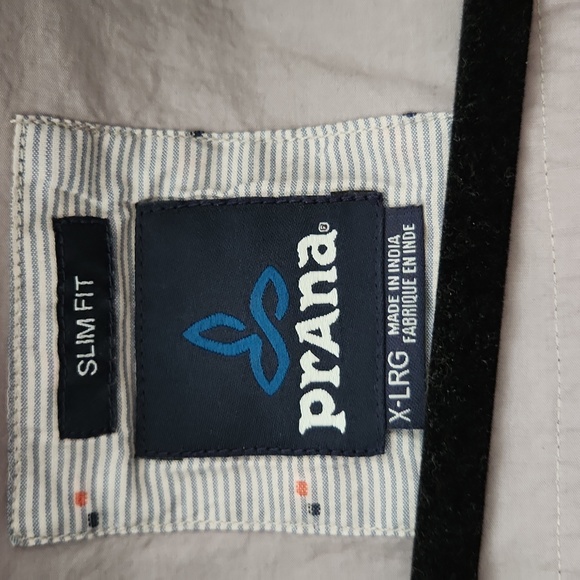 SLIM FIT
prAna®
X-LRG
MADE IN INDIA
FABRIQUE EN INDE